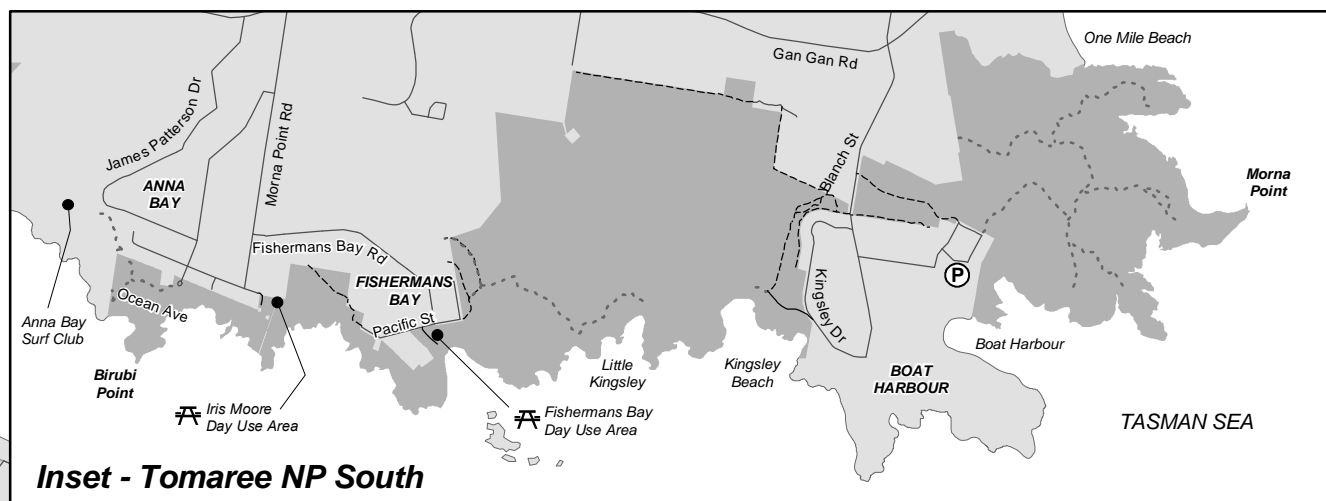 One Mile Beach
Gan Gan Rd
James Patterson Dr
Morna Point Rd
Blanch St
ANNA
BAY
Morna
Point
Fishermans Bay Rd
FISHERMANS
BAY
P
Kingsley Dr
Ocean Ave
Pacific St
Anna Bay
Surf Club
Boat Harbour
Birubi
Point
Little
Kingsley
Kingsley
Beach
BOAT
HARBOUR
Iris Moore
Day Use Area
Fishermans Bay
Day Use Area
TASMAN SEA
Inset - Tomaree NP South